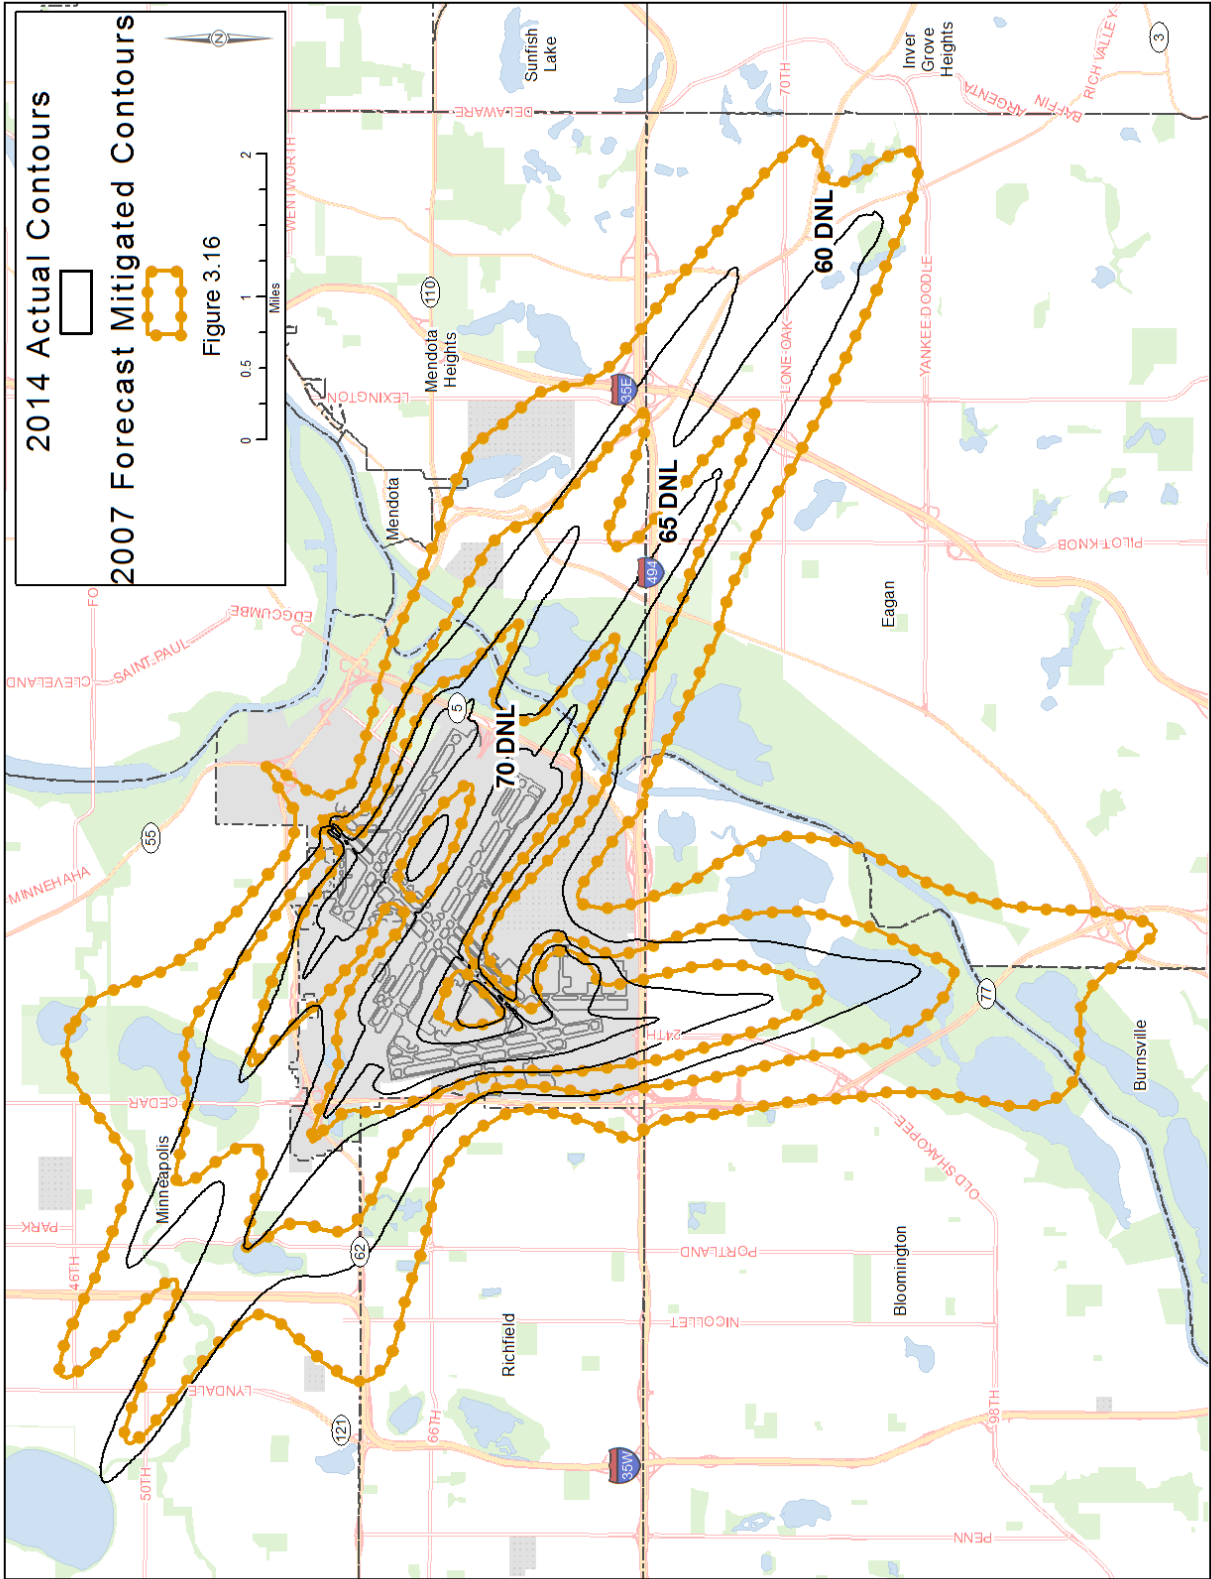 2014 Actual Contours
2007 Forecast Mitigated Contours
Figure 3.16
N
0 0.5 1 2
Miles
CLEVELAND
FO
SAINT-PAUL
EDGCUMBE
MINNEHAHA
55
WENTWORTH
DELAWARE
Sunfish
Lake
110
Mendota
Heights
LEXINGTON
Mendota
5
70 DNL
65 DNL
60 DNL
35E
494
70TH
LONE-OAK
Inver
Grove
Heights
ARGENTA
BAFFIN
RICH VALLEY
3
YANKEE-DOODLE
PILOT-KNOB
Eagan
CEDAR
Minneapolis
PARK
46TH
62
LYNDALE
50TH
121
66TH
Richfield
35W
PENN
NICOLLET
PORTLAND
24TH
Bloomington
OLD SHAKOPEE
98TH
77
Burnsville